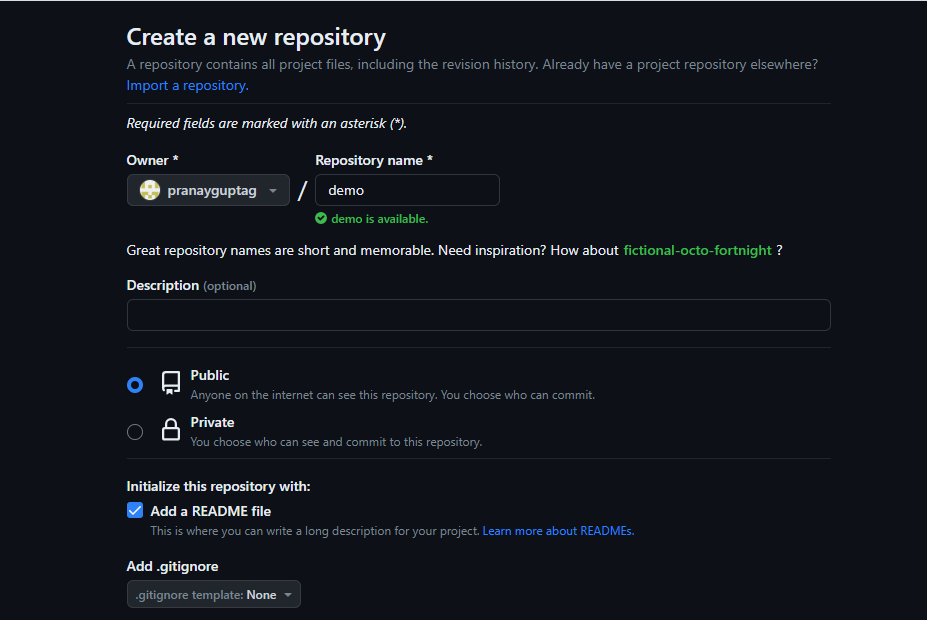 Create a new repository
A repository contains all project files, including the revision history. Already have a project repository elsewhere?
Import a repository.
Required fields are marked with an asterisk (*).
Owner *
Repository name *
pranayguptag
/
demo
demo is available.
Great repository names are short and memorable. Need inspiration? How about fictional-octo-fortnight ?
Description (optional)
Public
Anyone on the internet can see this repository. You choose who can commit.
Private
You choose who can see and commit to this repository.
Initialize this repository with:
Add a README file
This is where you can write a long description for your project. Learn more about READMEs.
Add .gitignore
.gitignore template: None